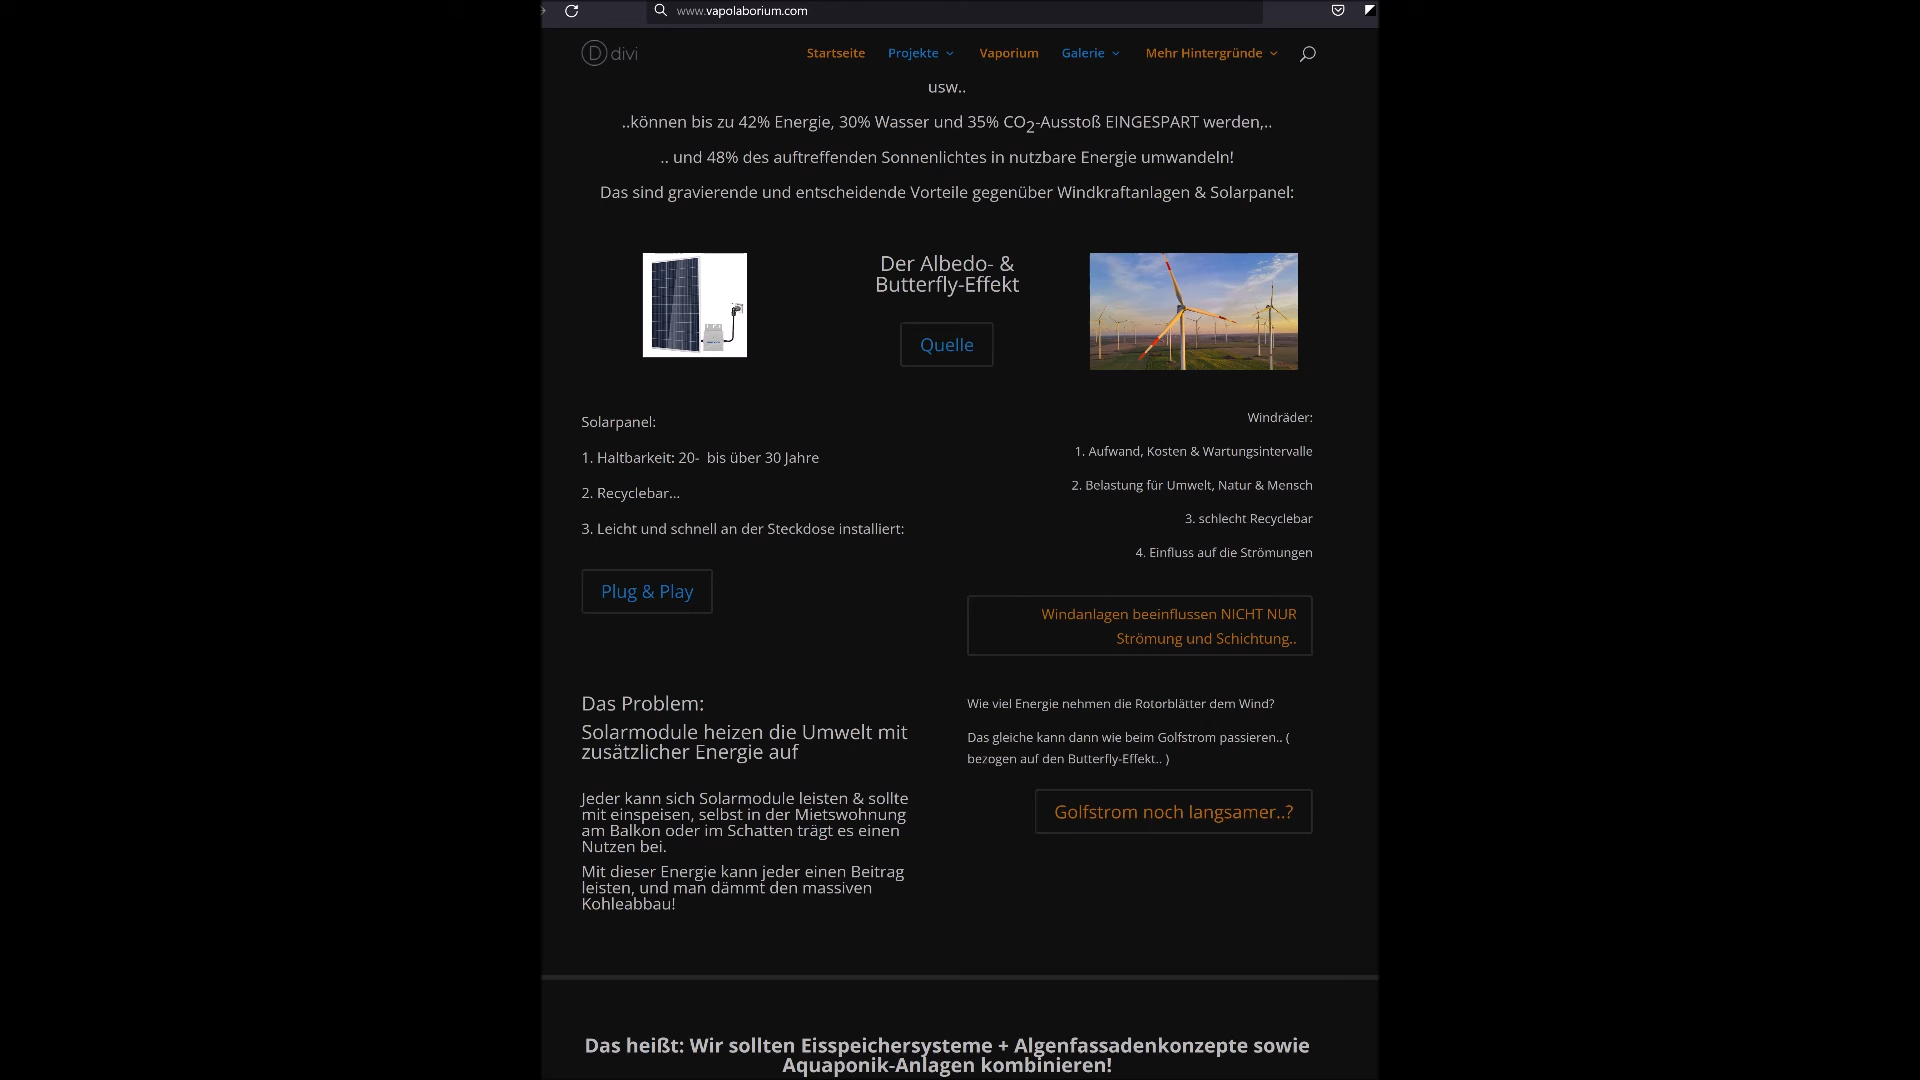 www.vapolaborium.com
divi
Startseite Projekte Vaporium Galerie Mehr Hintergründe
usw..
..können bis zu 42% Energie, 30% Wasser und 35% CO2-Ausstoß EINGESPART werden,..
.. und 48% des auftreffenden Sonnenlichtes in nutzbare Energie umwandeln!
Das sind gravierende und entscheidende Vorteile gegenüber Windkraftanlagen & Solarpanel:
Der Albedo- &
Butterfly-Effekt
Quelle
Solarpanel:
1. Haltbarkeit: 20- bis über 30 Jahre
2. Recyclebar...
3. Leicht und schnell an der Steckdose installiert:
Plug & Play
Windräder:
1. Aufwand, Kosten & Wartungsintervalle
2. Belastung für Umwelt, Natur & Mensch
3. schlecht Recyclebar
4. Einfluss auf die Strömungen
Windanlagen beeinflussen NICHT NUR
Strömung und Schichtung..
Das Problem:
Solarmodule heizen die Umwelt mit
zusätzlicher Energie auf
Jeder kann sich Solarmodule leisten & sollte
mit einspeisen, selbst in der Mietswohnung
am Balkon oder im Schatten trägt es einen
Nutzen bei.
Mit dieser Energie kann jeder einen Beitrag
leisten, und man dämmt den massiven
Kohleabbau!
Wie viel Energie nehmen die Rotorblätter dem Wind?
Das gleiche kann dann wie beim Golfstrom passieren.. (
bezogen auf den Butterfly-Effekt.. )
Golfstrom noch langsamer..?
Das heißt: Wir sollten Eisspeichersysteme + Algenfassadenkonzepte sowie
Aquaponik-Anlagen kombinieren!